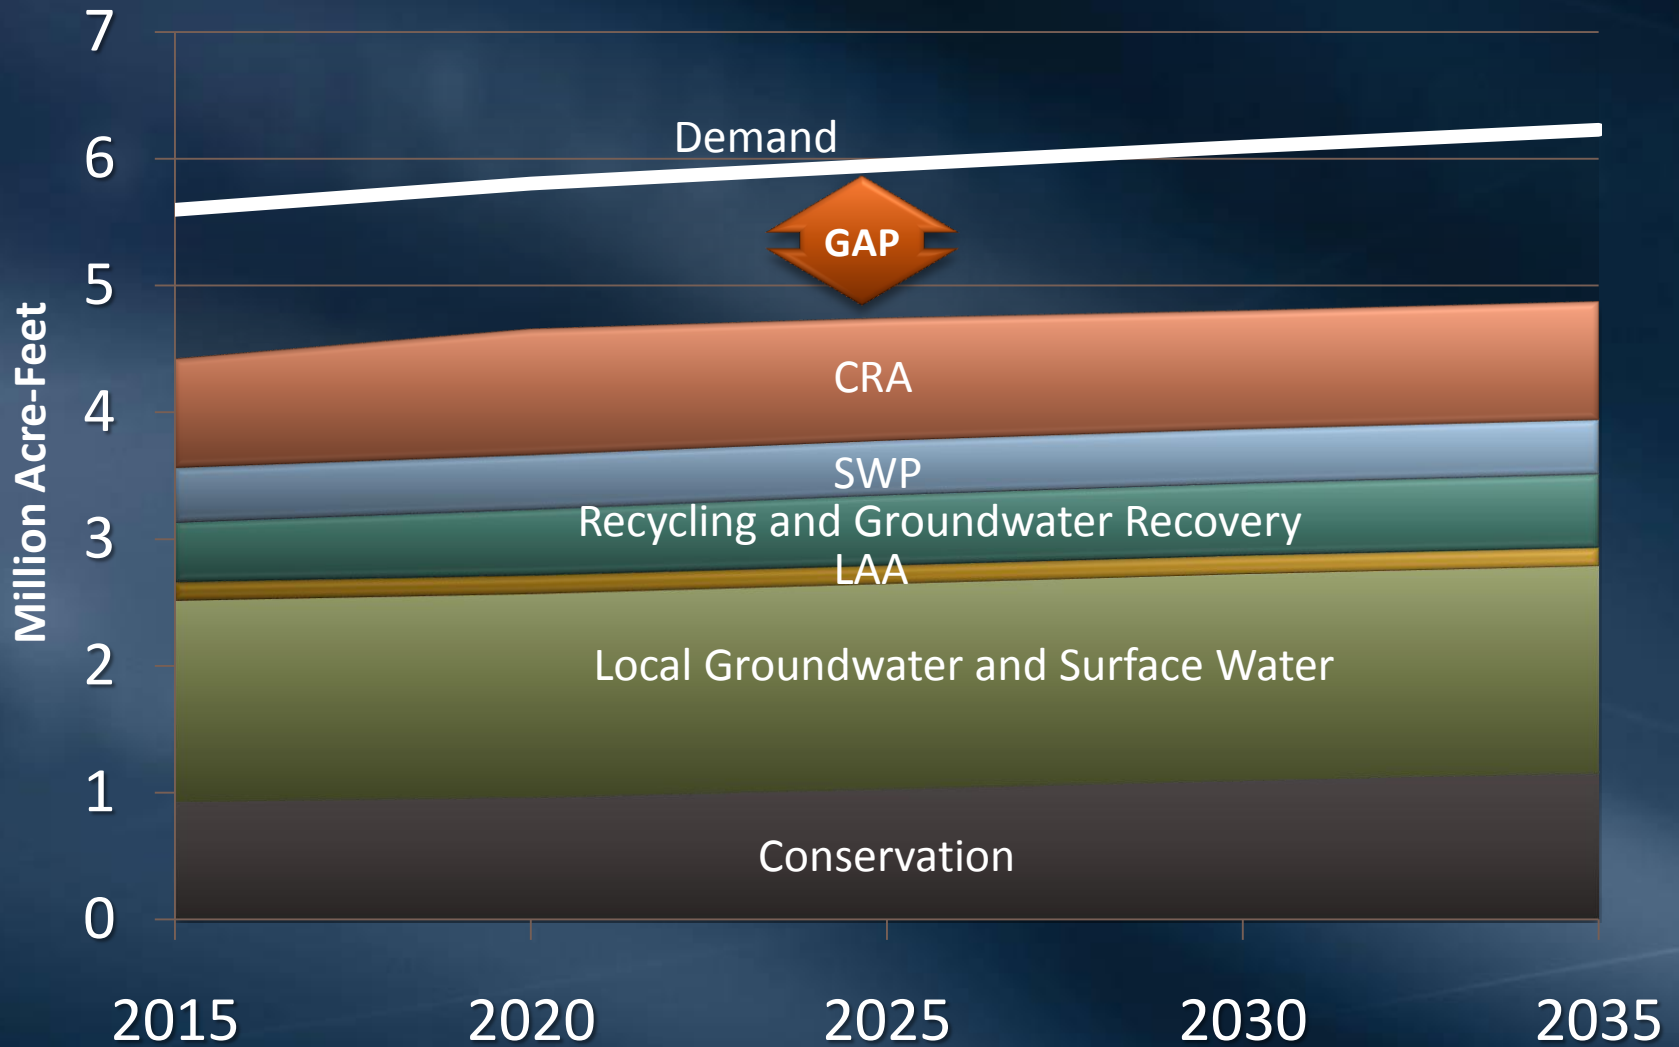 7
6
5
4
3
2
1
0
Million Acre-Feet
Demand
GAP
CRA
SWP
Recycling and Groundwater Recovery
LAA
Local Groundwater and Surface Water
Conservation
2015 2020 2025 2030 2035